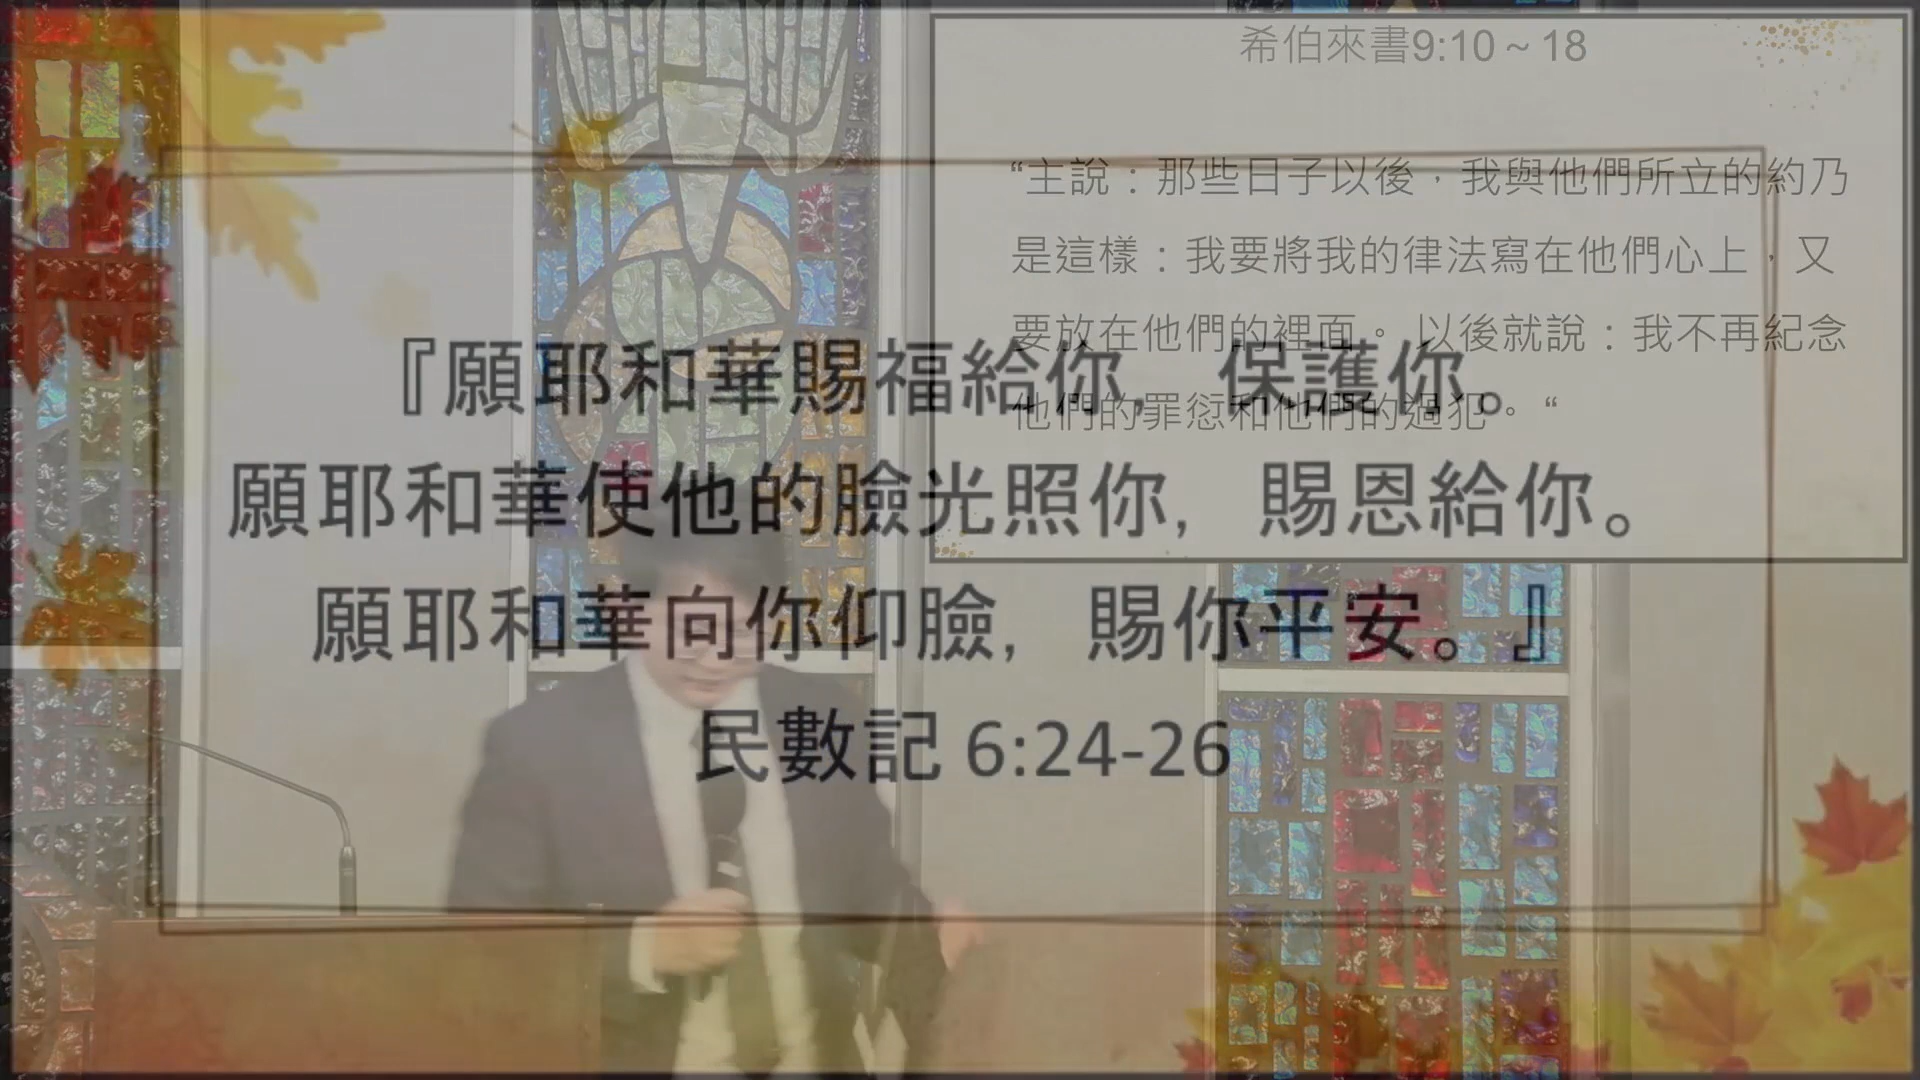 希伯來書9:10～18
“主說：那些日子以後，我與他們所立的約乃
是這樣：我要將我的律法寫在他們心上，又
要放在他們的裡面。 以後就說：我不再紀念
他們的罪愆和他們的過犯。“
『願耶和華賜福給你, 保護你。
願耶和華使他的臉光照你, 賜恩給你。
願耶和華向你仰臉, 賜你平安。』
民數記 6:24-26